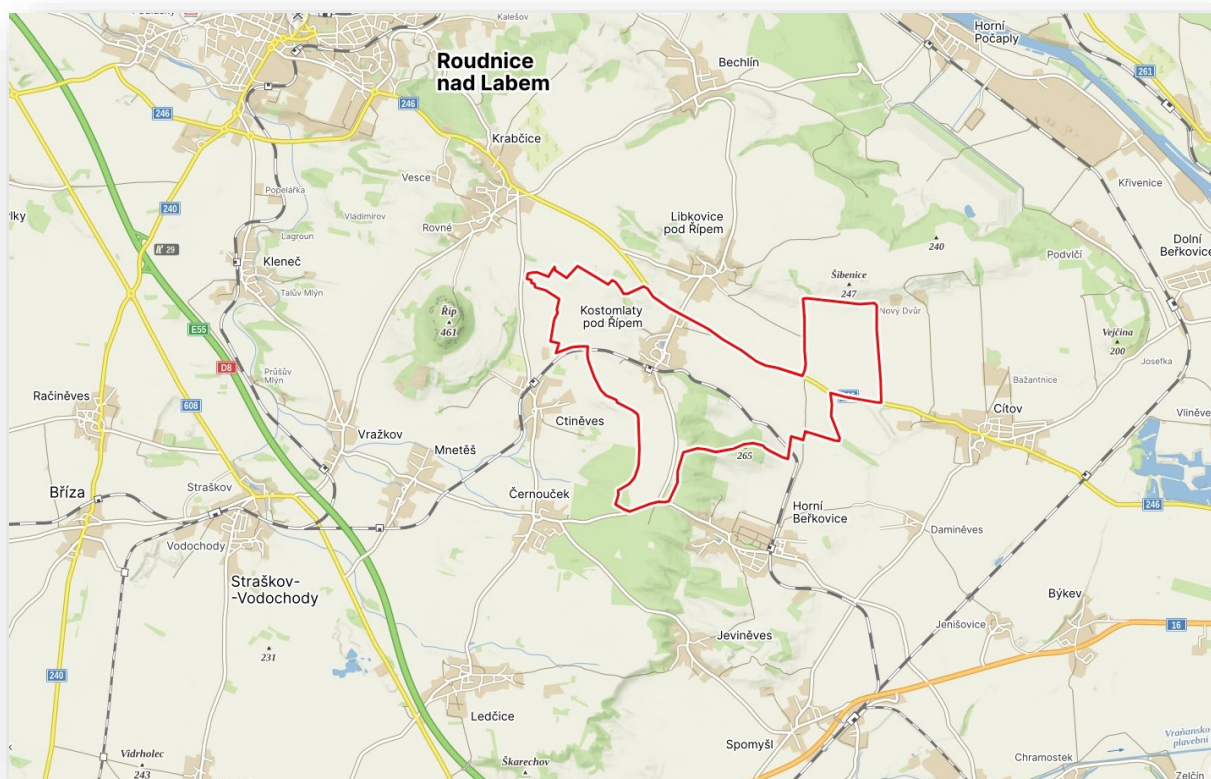 Kalešov
Roudnice
nad Labem
Bechlín
Horní
Počaply
261
246
246
Krabčice
Křivenice
Popelářka
Vesce
240
Vladimírov
Rovné
Libkovice
pod Řípem
Lagroun
29
Kleneč
240
Podvlčí
Dolní
Beřkovice
Talův Mlýn
Šibenice
247
Nový Dvůr
Kostomlaty
pod Řípem
Říp
461
E55
Vejčina
200
D8
Průšův
Mlýn
Josefka
Bažantnice
Račiněves
608
Ctiněves
Cítov
Vliněves
Vražkov
Mnetěš
265
Straškov
Černouček
Bříza
246
Horní
Beřkovice
Daminěves
Vodochody
Straškov-
-Vodochody
Býkev
Jenišovice
16
Jeviněves
231
240
Ledčice
Vraňansko-
plavební
Spomyšl
Vidrholec
243
Škarechov
Chramostek
Zelčín